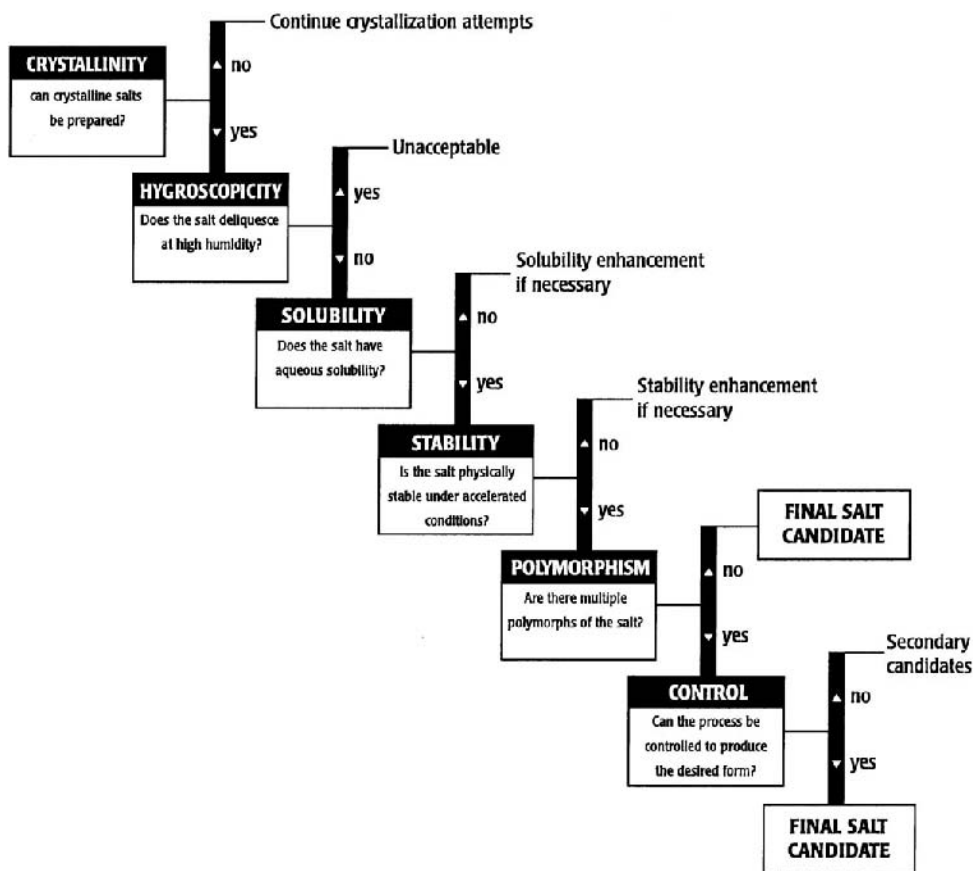 Continue crystallization attempts
CRYSTALLINITY
can crystalline salts
be prepared?
no
yes
Unacceptable
HYGROSCOPICITY
Does the salt deliquesce
at high humidity?
yes
no
Solubility enhancement
if necessary
SOLUBILITY
Does the salt have
aqueous solubility?
no
yes
Stability enhancement
if necessary
STABILITY
Is the salt physically
stable under accelerated
conditions?
no
yes
FINAL SALT
CANDIDATE
POLYMORPHISM
Are there multiple
polymorphs of the salt?
no
yes
Secondary
candidates
CONTROL
Can the process be
controlled to produce
the desired form?
no
yes
FINAL SALT
CANDIDATE